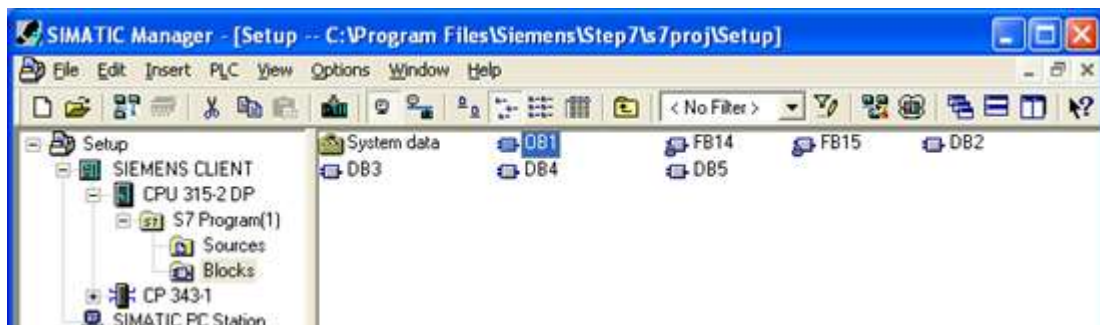 SIMATIC Manager - [Setup -- C:\Program Files\Siemens\Step7\s7proj\Setup]
File Edit Insert PLC View Options Window Help
< No Filter >
Setup
SIEMENS CLIENT
CPU 315-2 DP
S7 Program(1)
Sources
Blocks
CP 343-1
SIMATIC PC Station
System data OB1 FB14 FB15 DB2
DB3 DB4 DB5